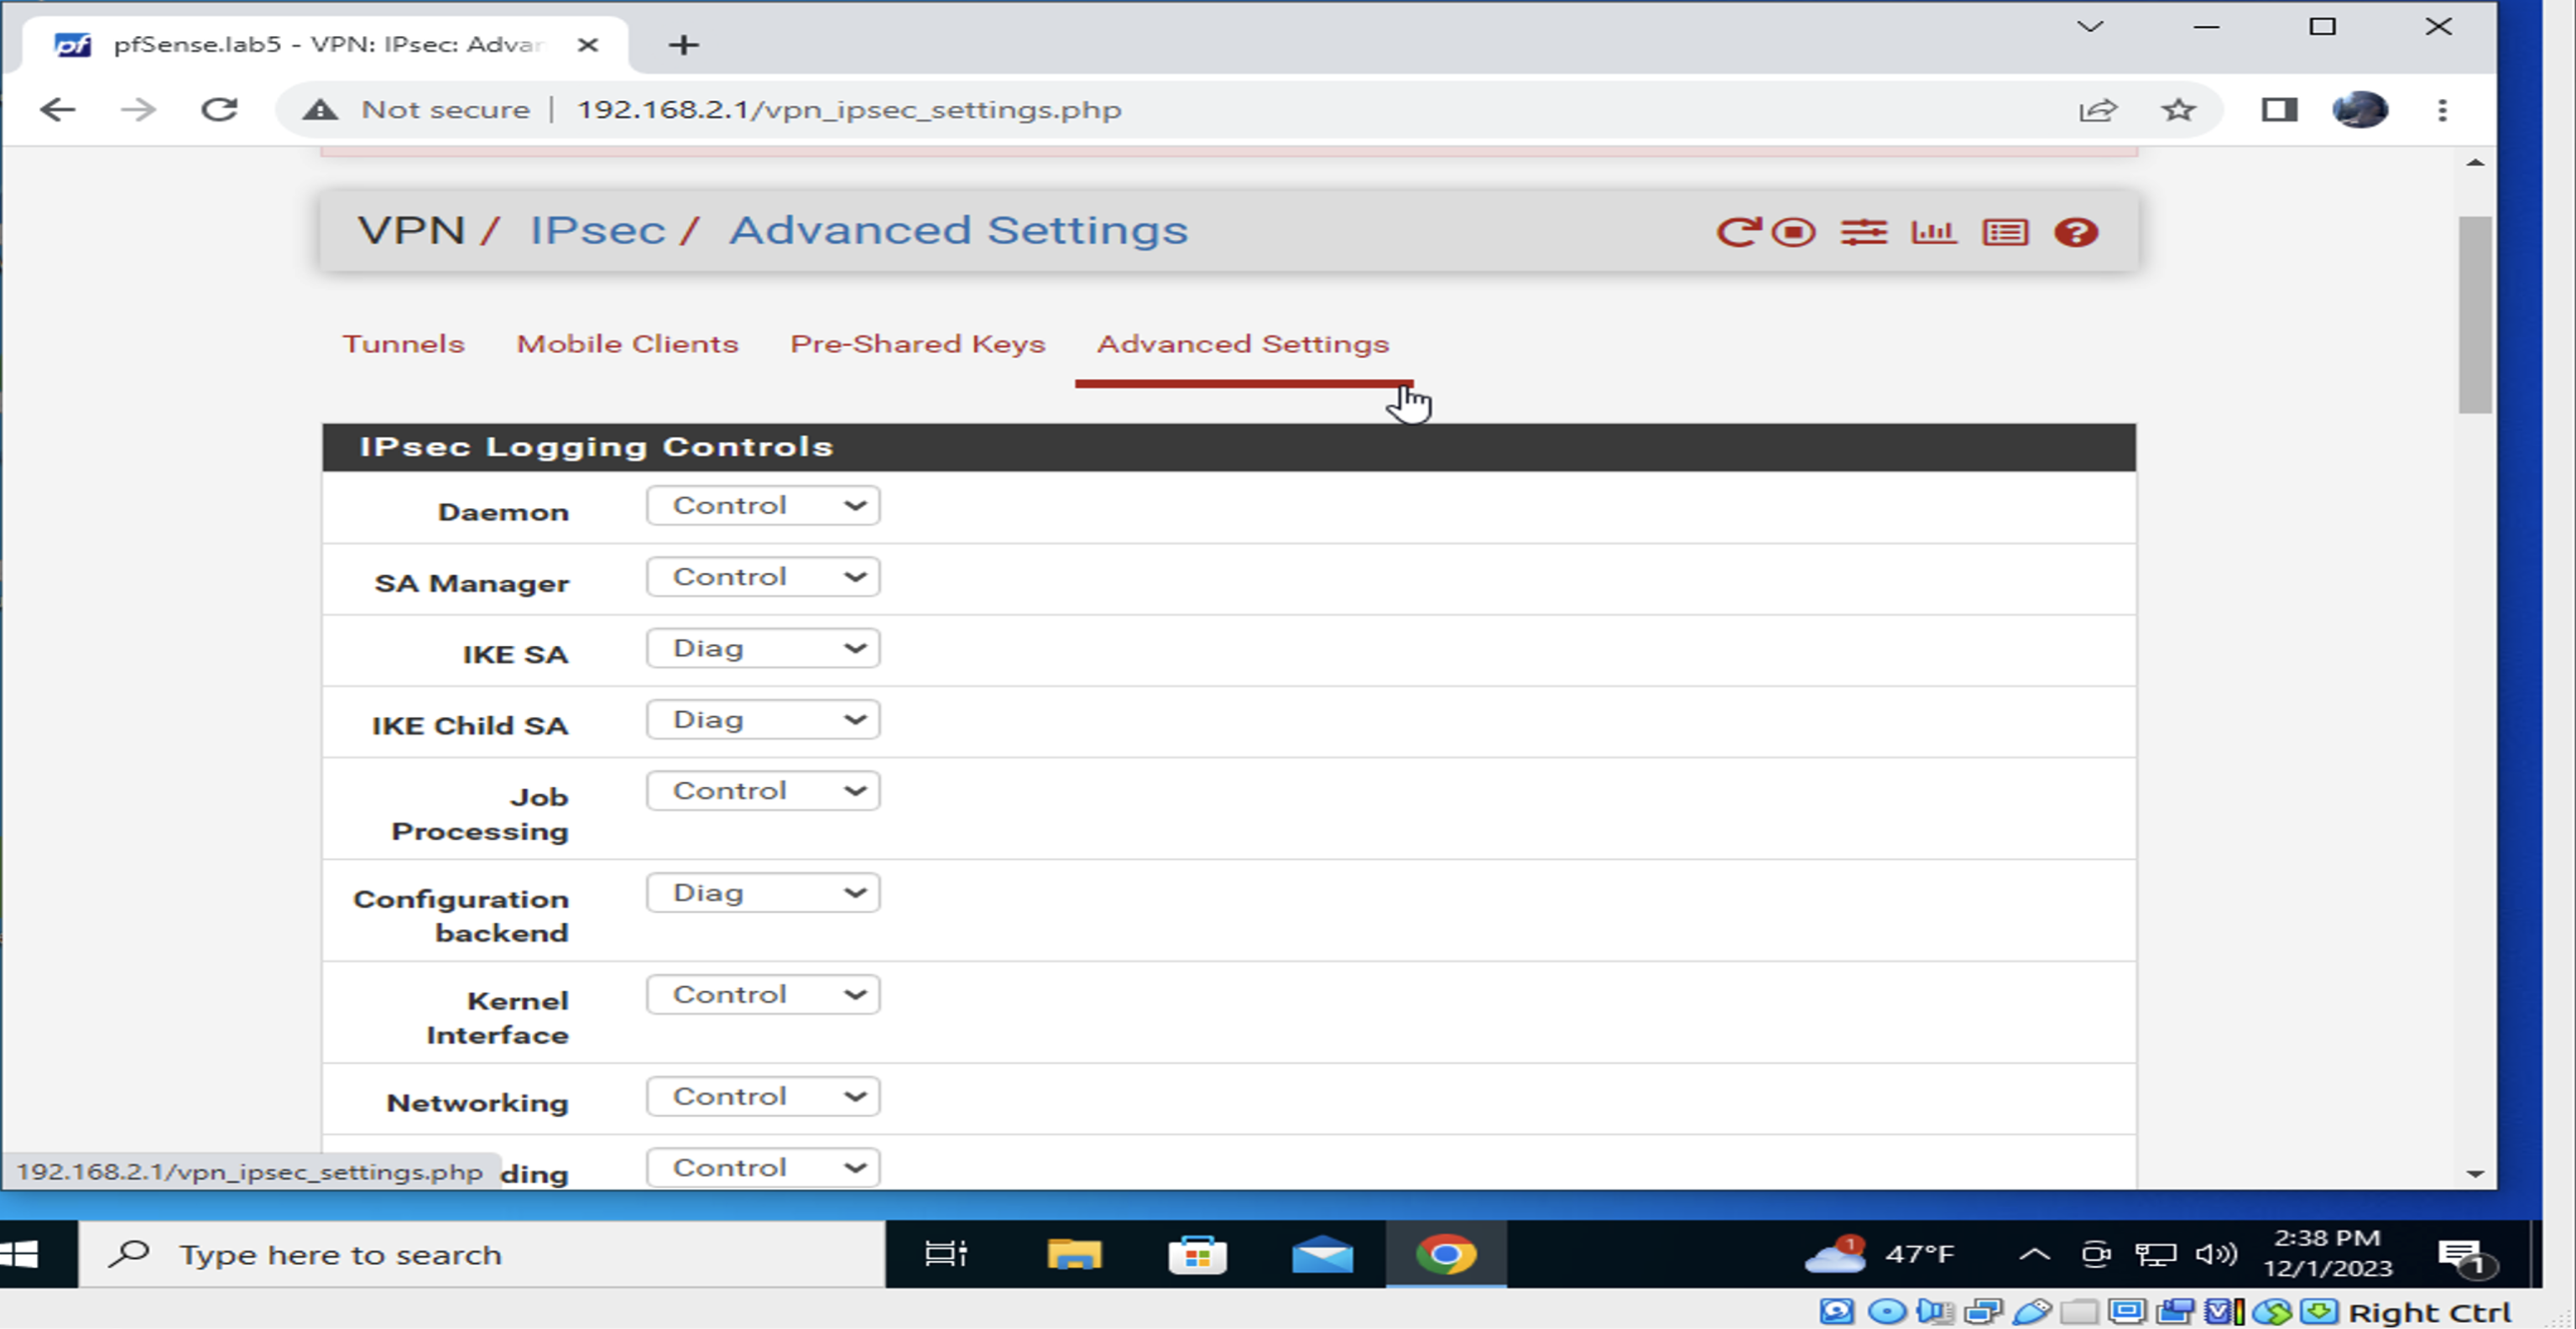 pfSense.lab5 - VPN: IPsec: Advan
Not secure | 192.168.2.1/vpn_ipsec_settings.php
VPN / IPsec / Advanced Settings
Tunnels Mobile Clients Pre-Shared Keys Advanced Settings
IPsec Logging Controls
Daemon Control
SA Manager Control
IKE SA Diag
IKE Child SA Diag
Job Control
Processing
Configuration Diag
backend
Kernel Control
Interface
Networking Control
ding Control
192.168.2.1/vpn_ipsec_settings.php
Type here to search
1
47°F
2:38 PM
12/1/2023
1
Right Ctrl